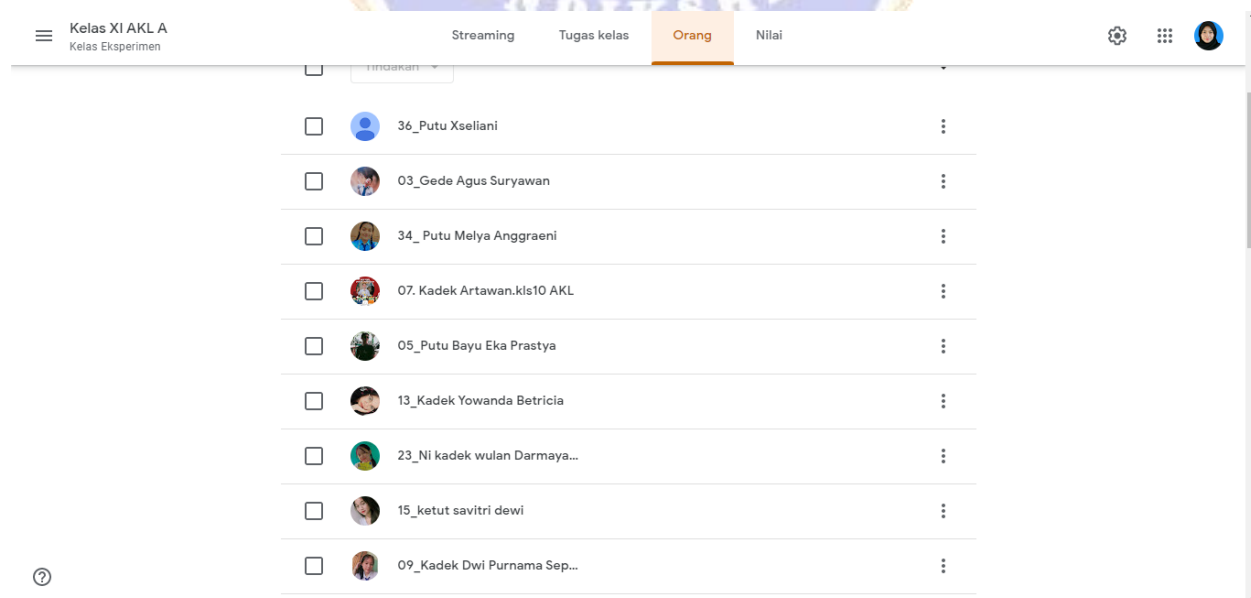 Kelas XI AKL A
Kelas Eksperimen
Streaming Tugas kelas Orang Nilai
Tindakan
36_Putu Xseliani
03_Gede Agus Suryawan
34_ Putu Melya Anggraeni
07. Kadek Artawan.kls10 AKL
05_Putu Bayu Eka Prastya
13_Kadek Yowanda Betricia
23_Ni kadek wulan Darmaya...
15_ketut savitri dewi
09_Kadek Dwi Purnama Sep...